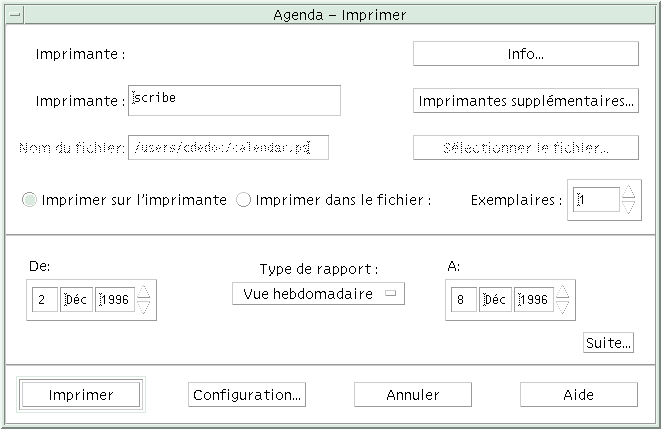 Agenda – Imprimer
Imprimante :
Info...
Imprimante : scribe
Imprimantes supplémentaires...
Nom du fichier: /users/cdedoc/calendar.ps
Sélectionner le fichier...
Imprimer sur l'imprimante Imprimer dans le fichier : Exemplaires : 1
De: Type de rapport : A:
2 Déc 1996 Vue hebdomadaire 8 Déc 1996
Suite...
Imprimer Configuration... Annuler Aide